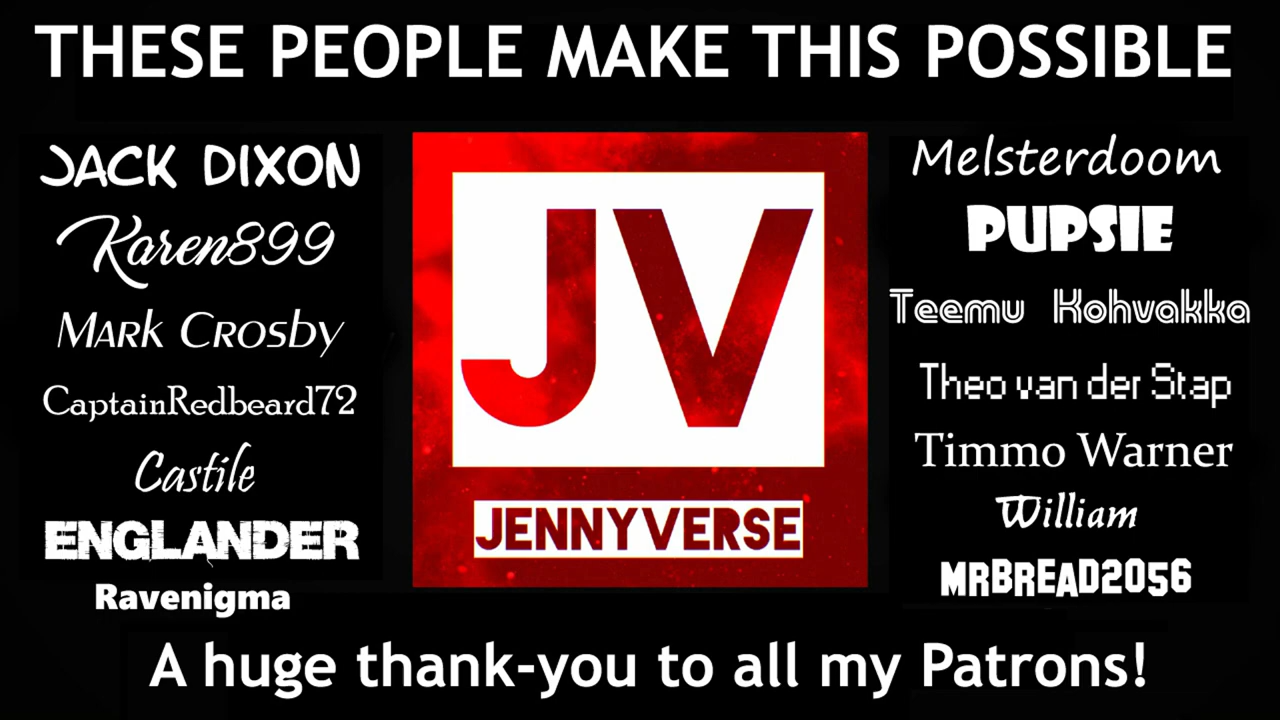 THESE PEOPLE MAKE THIS POSSIBLE
JACK DIXON
Karen899
Mark Crosby
CaptainRedbeard72
Castile
ENGLANDER
Ravenigma
JV
JENNYVERSE
Melsterdoom
PUPSIE
Teemu Kohvakka
Theo van der Stap
Timmo Warner
William
MRBREAD2056
A huge thank-you to all my Patrons!